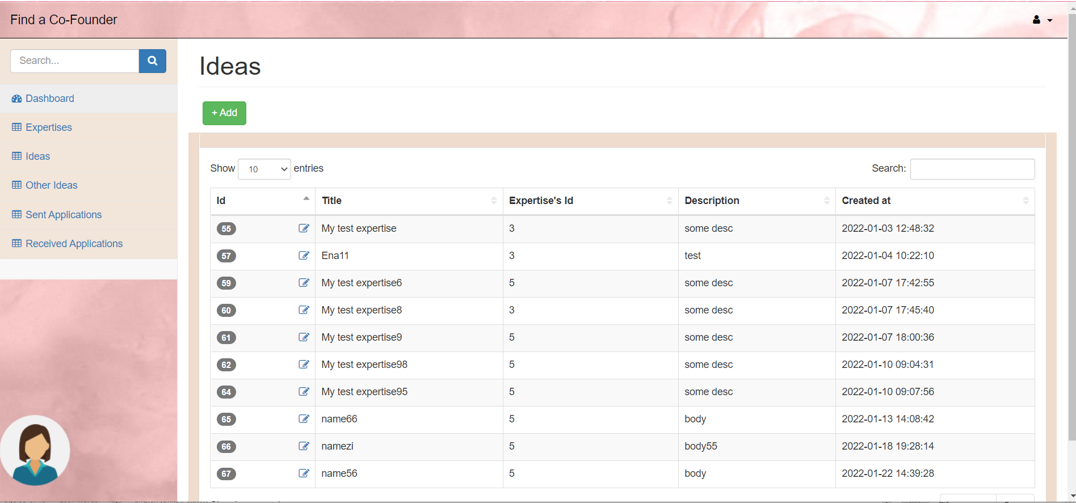 Find a Co-Founder
Search...
Dashboard
Expertises
Ideas
Other Ideas
Sent Applications
Received Applications
Ideas
+ Add
Show 10 entries Search:
Id Title Expertise's Id Description Created at
55 My test expertise 3 some desc 2022-01-03 12:48:32
57 Ena11 3 test 2022-01-04 10:22:10
59 My test expertise6 5 some desc 2022-01-07 17:42:55
60 My test expertise8 3 some desc 2022-01-07 17:45:40
61 My test expertise9 5 some desc 2022-01-07 18:00:36
62 My test expertise98 5 some desc 2022-01-10 09:04:31
64 My test expertise95 5 some desc 2022-01-10 09:07:56
65 name66 5 body 2022-01-13 14:08:42
66 namezi 5 body55 2022-01-18 19:28:14
67 name56 5 body 2022-01-22 14:39:28